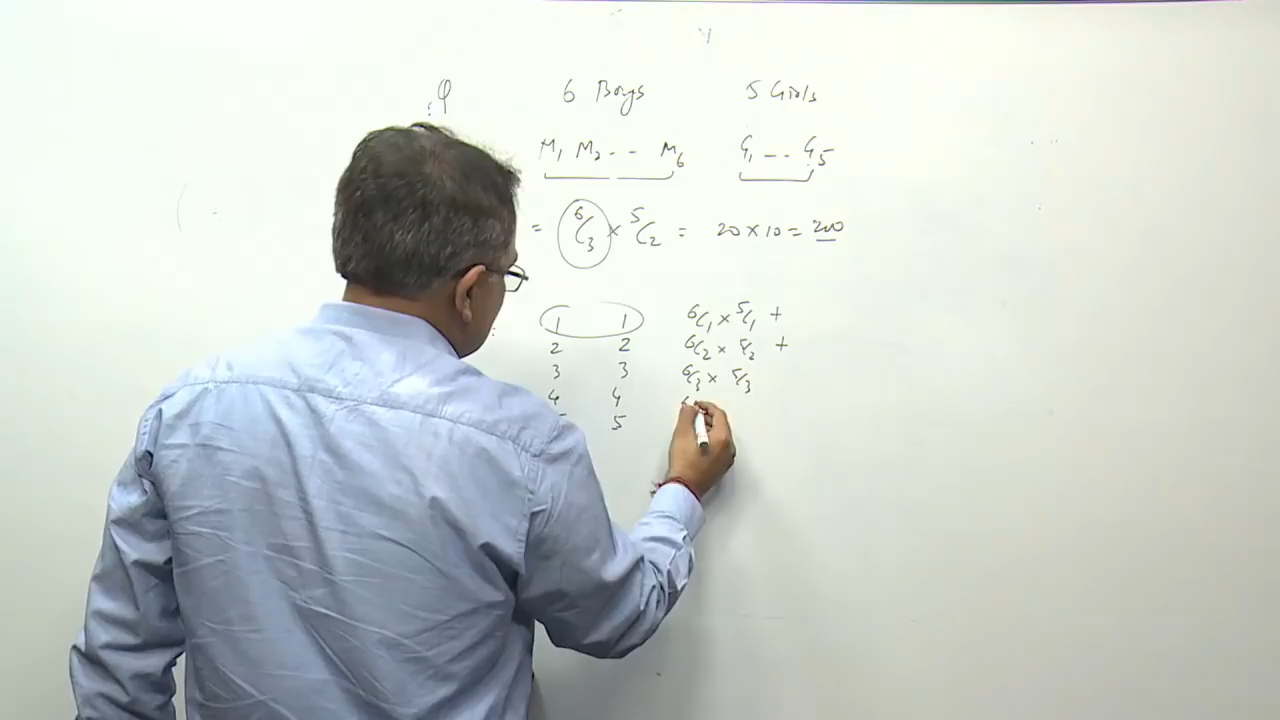 Q 6 Boys 5 Girls
M₁ M₂ - - M₆ G₁ - - . G₅
= ⁶C₃ × ⁵C₂ = 20 × 10 = 200
1 1 ⁶C₁ × ⁵C₁ +
2 2 ⁶C₂ × ⁵C₂ +
3 3 ⁶C₃ × ⁵C₃
4 4
5